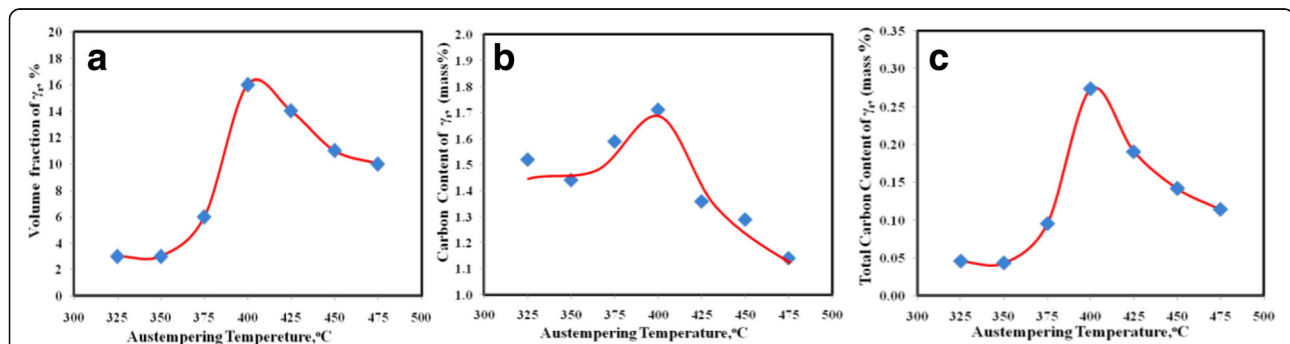 a
Volume fraction of γr, %
20
18
16
14
12
10
8
6
4
2
0
300 325 350 375 400 425 450 475 500
Austempering Tempereture,ºC
b
Carbon Content of γr, (mass%)
2.0
1.9
1.8
1.7
1.6
1.5
1.4
1.3
1.2
1.1
1.0
300 325 350 375 400 425 450 475 500
Austempering Temperature,ºC
c
Total Carbon Content of γr, (mass %)
0.35
0.30
0.25
0.20
0.15
0.10
0.05
0.00
300 325 350 375 400 425 450 475 500
Austempering Temperature,ºC